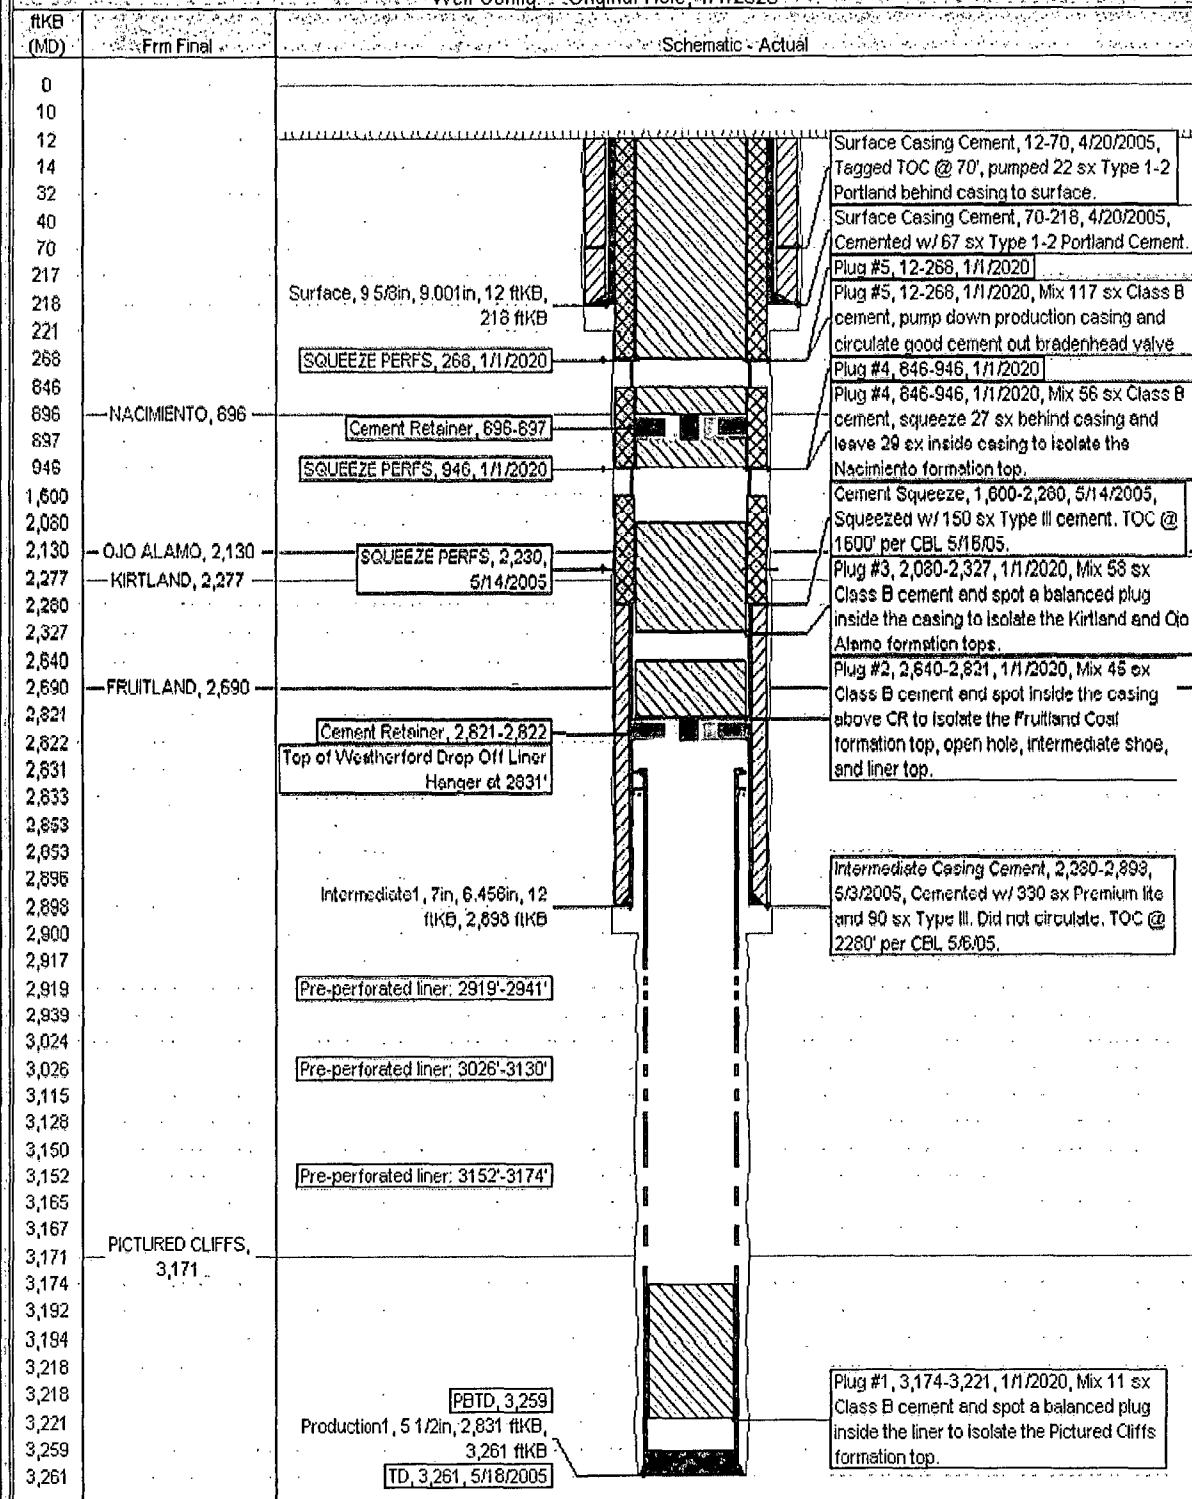 Original Hole, 1/1/2020
ftKB
(MD)
Frm Final
Schematic - Actual
0
10
12
14
32
40
70
217
218
221
268
846
896
897
946
1,600
2,080
2,130
2,277
2,280
2,327
2,640
2,690
2,821
2,822
2,831
2,833
2,853
2,853
2,896
2,898
2,900
2,917
2,919
2,939
3,024
3,026
3,115
3,128
3,150
3,152
3,165
3,167
3,171
3,174
3,192
3,194
3,218
3,218
3,221
3,259
3,261
NACIMIENTO, 896
OJO ALAMO, 2,130
KIRTLAND, 2,277
FRUITLAND, 2,690
PICTURED CLIFFS,
3,171
Surface, 9 5/8in, 9.001in, 12 ftKB,
218 ftKB
SQUEEZE PERFS, 268, 1/1/2020
Cement Retainer, 896-897
SQUEEZE PERFS, 946, 1/1/2020
SQUEEZE PERFS, 2,230,
5/14/2005
Cement Retainer, 2,821-2,822
Top of Weatherford Drop Off Liner
Hanger at 2831'
Intermediate1, 7in, 6.456in, 12
ftKB, 2,898 ftKB
Pre-perforated liner; 2919'-2941'
Pre-perforated liner; 3026'-3130'
Pre-perforated liner; 3152'-3174'
PBTD, 3,259
Production1, 5 1/2in, 2,831 ftKB,
3,261 ftKB
TD, 3,261, 5/18/2005
Surface Casing Cement, 12-70, 4/20/2005,
Tagged TOC @ 70', pumped 22 sx Type 1-2
Portland behind casing to surface.
Surface Casing Cement, 70-218, 4/20/2005,
Cemented w/ 67 sx Type 1-2 Portland Cement.
Plug #5, 12-268, 1/1/2020
Plug #5, 12-268, 1/1/2020, Mix 117 sx Class B
cement, pump down production casing and
circulate good cement out bradenhead valve
Plug #4, 846-946, 1/1/2020
Plug #4, 846-946, 1/1/2020, Mix 56 sx Class B
cement, squeeze 27 sx behind casing and
leave 29 sx inside casing to isolate the
Nacimiento formation top.
Cement Squeeze, 1,600-2,280, 5/14/2005,
Squeezed w/ 150 sx Type III cement. TOC @
1600' per CBL 5/16/05.
Plug #3, 2,080-2,327, 1/1/2020, Mix 58 sx
Class B cement and spot a balanced plug
inside the casing to isolate the Kirtland and Ojo
Alamo formation tops.
Plug #2, 2,640-2,821, 1/1/2020, Mix 45 sx
Class B cement and spot inside the casing
above CR to isolate the Fruitland Coal
formation top, open hole, intermediate shoe,
and liner top.
Intermediate Casing Cement, 2,280-2,898,
5/3/2005, Cemented w/ 330 sx Premium lite
and 90 sx Type III. Did not circulate. TOC @
2280' per CBL 5/6/05.
Plug #1, 3,174-3,221, 1/1/2020, Mix 11 sx
Class B cement and spot a balanced plug
inside the liner to isolate the Pictured Cliffs
formation top.